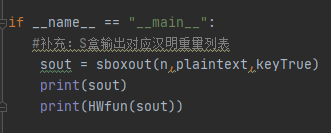 if __name__ == "__main__":
    #补充：S盒输出对应汉明重量列表
    sout = sboxout(n,plaintext,keyTrue)
    print(sout)
    print(HWfun(sout))